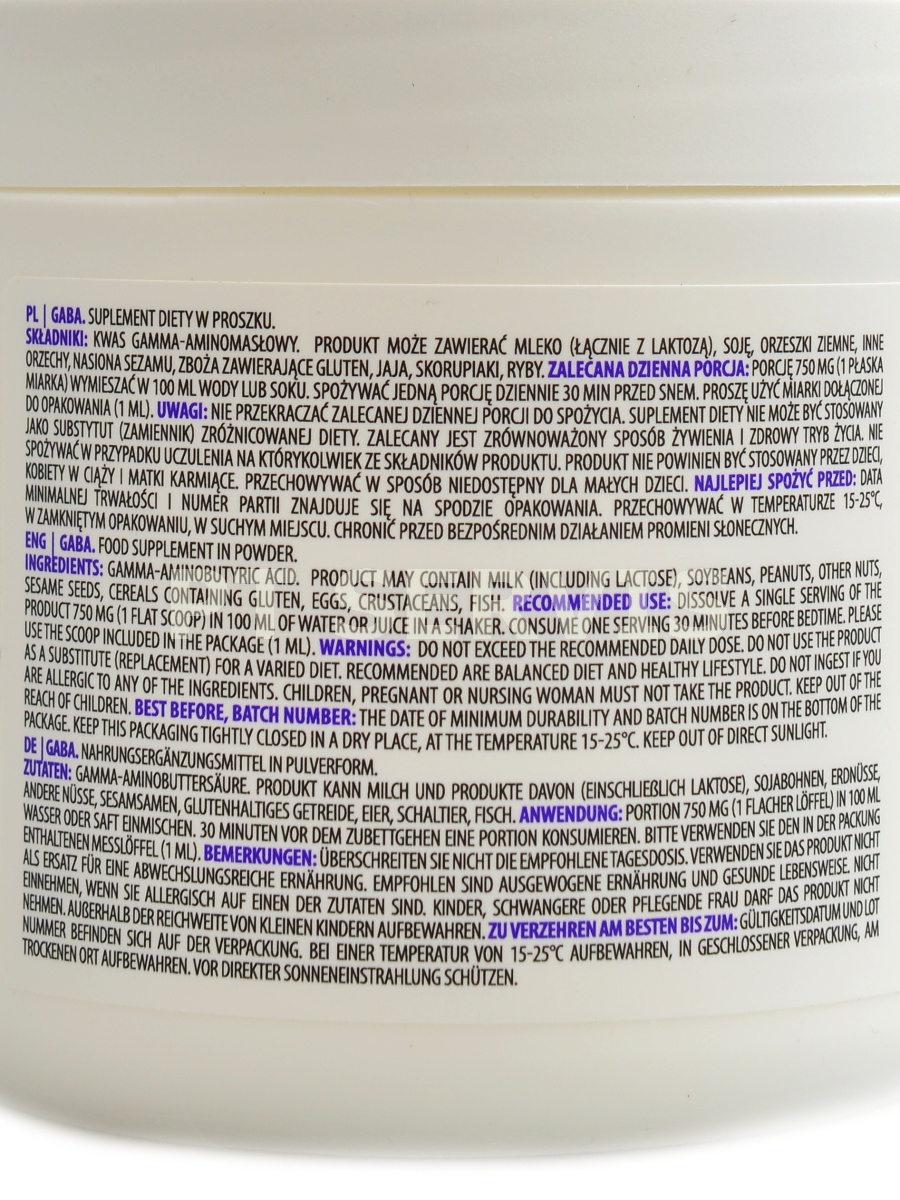 PL | GABA. SUPLEMENT DIETY W PROSZKU.
SKŁADNIKI: KWAS GAMMA-AMINOMASŁOWY. PRODUKT MOŻE ZAWIERAĆ MLEKO (ŁĄCZNIE Z LAKTOZĄ), SOJĘ, ORZESZKI ZIEMNE, INNE
ORZECHY, NASIONA SEZAMU, ZBOŻA ZAWIERAJĄCE GLUTEN, JAJA, SKORUPIAKI, RYBY. ZALECANA DZIENNA PORCJA: PORCJĘ 750 MG (1 PŁASKA
MIARKA) WYMIESZAĆ W 100 ML WODY LUB SOKU. SPOŻYWAĆ JEDNĄ PORCJĘ DZIENNIE 30 MIN PRZED SNEM. PROSZĘ UŻYĆ MIARKI DOŁĄCZONEJ
DO OPAKOWANIA (1 ML). UWAGI: NIE PRZEKRACZAĆ ZALECANEJ DZIENNEJ PORCJI DO SPOŻYCIA. SUPLEMENT DIETY NIE MOŻE BYĆ STOSOWANY
JAKO SUBSTYTUT (ZAMIENNIK) ZRÓŻNICOWANEJ DIETY. ZALECANY JEST ZRÓWNOWAŻONY SPOSÓB ŻYWIENIA I ZDROWY TRYB ŻYCIA. NIE
SPOŻYWAĆ W PRZYPADKU UCZULENIA NA KTÓRYKOLWIEK ZE SKŁADNIKÓW PRODUKTU. PRODUKT NIE POWINIEN BYĆ STOSOWANY PRZEZ DZIECI,
KOBIETY W CIĄŻY I MATKI KARMIĄCE. PRZECHOWYWAĆ W SPOSÓB NIEDOSTĘPNY DLA MAŁYCH DZIECI. NAJLEPIEJ SPOŻYĆ PRZED: DATA
MINIMALNEJ TRWAŁOŚCI I NUMER PARTII ZNAJDUJE SIĘ NA SPODZIE OPAKOWANIA. PRZECHOWYWAĆ W TEMPERATURZE 15-25°C,
W ZAMKNIĘTYM OPAKOWANIU, W SUCHYM MIEJSCU. CHRONIĆ PRZED BEZPOŚREDNIM DZIAŁANIEM PROMIENI SŁONECZNYCH.
ENG | GABA. FOOD SUPPLEMENT IN POWDER.
INGREDIENTS: GAMMA-AMINOBUTYRIC ACID. PRODUCT MAY CONTAIN MILK (INCLUDING LACTOSE), SOYBEANS, PEANUTS, OTHER NUTS,
SESAME SEEDS, CEREALS CONTAINING GLUTEN, EGGS, CRUSTACEANS, FISH. RECOMMENDED USE: DISSOLVE A SINGLE SERVING OF THE
PRODUCT 750 MG (1 FLAT SCOOP) IN 100 ML OF WATER OR JUICE IN A SHAKER. CONSUME ONE SERVING 30 MINUTES BEFORE BEDTIME. PLEASE
USE THE SCOOP INCLUDED IN THE PACKAGE (1 ML). WARNINGS: DO NOT EXCEED THE RECOMMENDED DAILY DOSE. DO NOT USE THE PRODUCT
AS A SUBSTITUTE (REPLACEMENT) FOR A VARIED DIET. RECOMMENDED ARE BALANCED DIET AND HEALTHY LIFESTYLE. DO NOT INGEST IF YOU
ARE ALLERGIC TO ANY OF THE INGREDIENTS. CHILDREN, PREGNANT OR NURSING WOMAN MUST NOT TAKE THE PRODUCT. KEEP OUT OF THE
REACH OF CHILDREN. BEST BEFORE, BATCH NUMBER: THE DATE OF MINIMUM DURABILITY AND BATCH NUMBER IS ON THE BOTTOM OF THE
PACKAGE. KEEP THIS PACKAGING TIGHTLY CLOSED IN A DRY PLACE, AT THE TEMPERATURE 15-25°C. KEEP OUT OF DIRECT SUNLIGHT.
DE | GABA. NAHRUNGSERGÄNZUNGSMITTEL IN PULVERFORM.
ZUTATEN: GAMMA-AMINOBUTTERSÄURE. PRODUKT KANN MILCH UND PRODUKTE DAVON (EINSCHLIEẞLICH LAKTOSE), SOJABOHNEN, ERDNÜSSE,
ANDERE NÜSSE, SESAMSAMEN, GLUTENHALTIGES GETREIDE, EIER, SCHALTIER, FISCH. ANWENDUNG: PORTION 750 MG (1 FLACHER LÖFFEL) IN 100 ML
WASSER ODER SAFT EINMISCHEN. 30 MINUTEN VOR DEM ZUBETTGEHEN EINE PORTION KONSUMIEREN. BITTE VERWENDEN SIE DEN IN DER PACKUNG
ENTHALTENEN MESSLÖFFEL (1 ML). BEMERKUNGEN: ÜBERSCHREITEN SIE NICHT DIE EMPFOHLENE TAGESDOSIS. VERWENDEN SIE DAS PRODUKT NICHT
ALS ERSATZ FÜR EINE ABWECHSLUNGSREICHE ERNÄHRUNG. EMPFOHLEN SIND AUSGEWOGENE ERNÄHRUNG UND GESUNDE LEBENSWEISE. NICHT
EINNEHMEN, WENN SIE ALLERGISCH AUF EINEN DER ZUTATEN SIND. KINDER, SCHWANGERE ODER PFLEGENDE FRAU DARF DAS PRODUKT NICHT
NEHMEN. AUẞERHALB DER REICHWEITE VON KLEINEN KINDERN AUFBEWAHREN. ZU VERZEHREN AM BESTEN BIS ZUM: GÜLTIGKEITSDATUM UND LOT
NUMMER BEFINDEN SICH AUF DER VERPACKUNG. BEI EINER TEMPERATUR VON 15-25°C AUFBEWAHREN, IN GESCHLOSSENER VERPACKUNG, AM
TROCKENEN ORT AUFBEWAHREN. VOR DIREKTER SONNENEINSTRAHLUNG SCHÜTZEN.